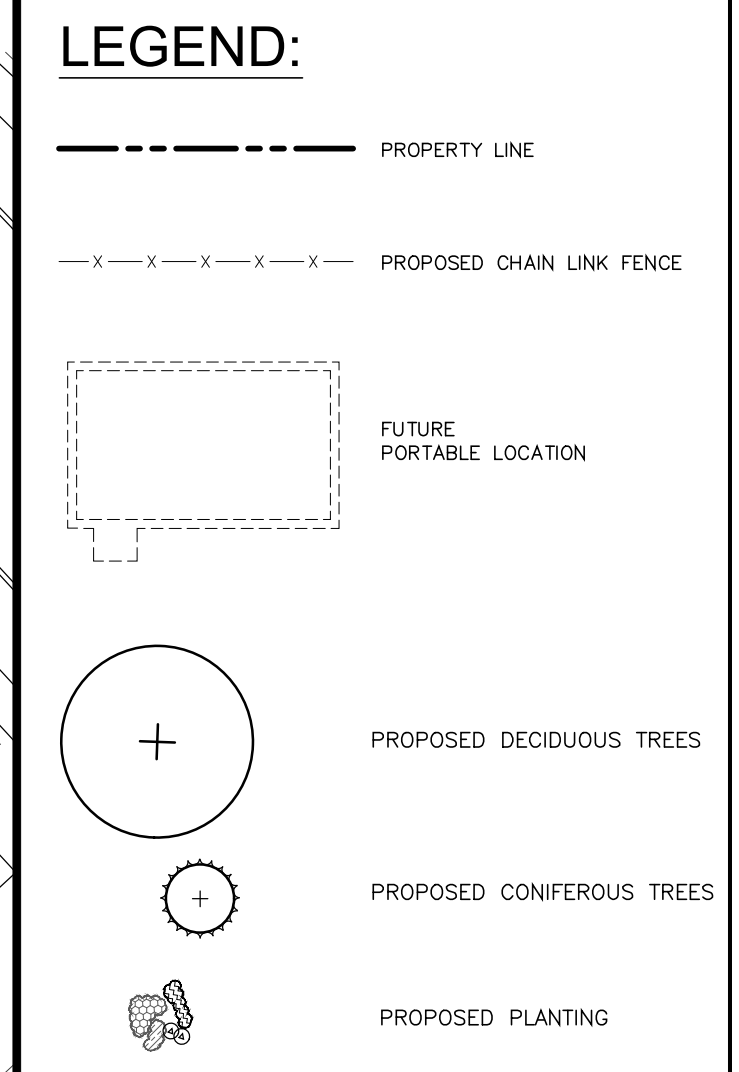 LEGEND:
PROPERTY LINE
PROPOSED CHAIN LINK FENCE
FUTURE
PORTABLE LOCATION
PROPOSED DECIDUOUS TREES
PROPOSED CONIFEROUS TREES
PROPOSED PLANTING